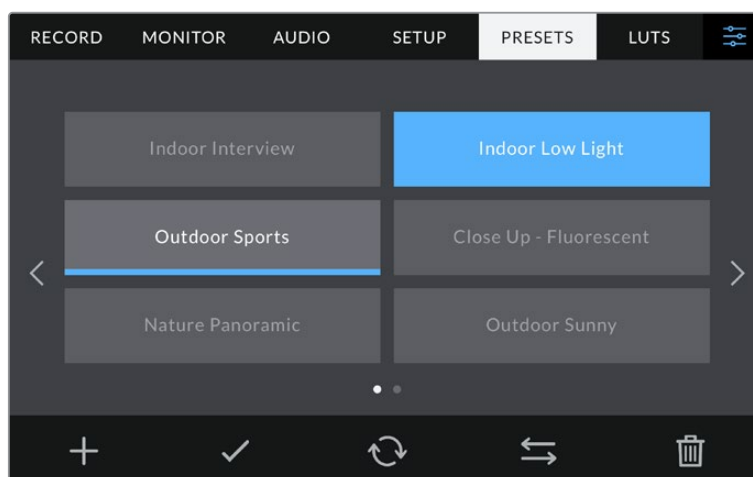 RECORD MONITOR AUDIO SETUP PRESETS LUTS
Indoor Interview Indoor Low Light
Outdoor Sports Close Up - Fluorescent
Nature Panoramic Outdoor Sunny